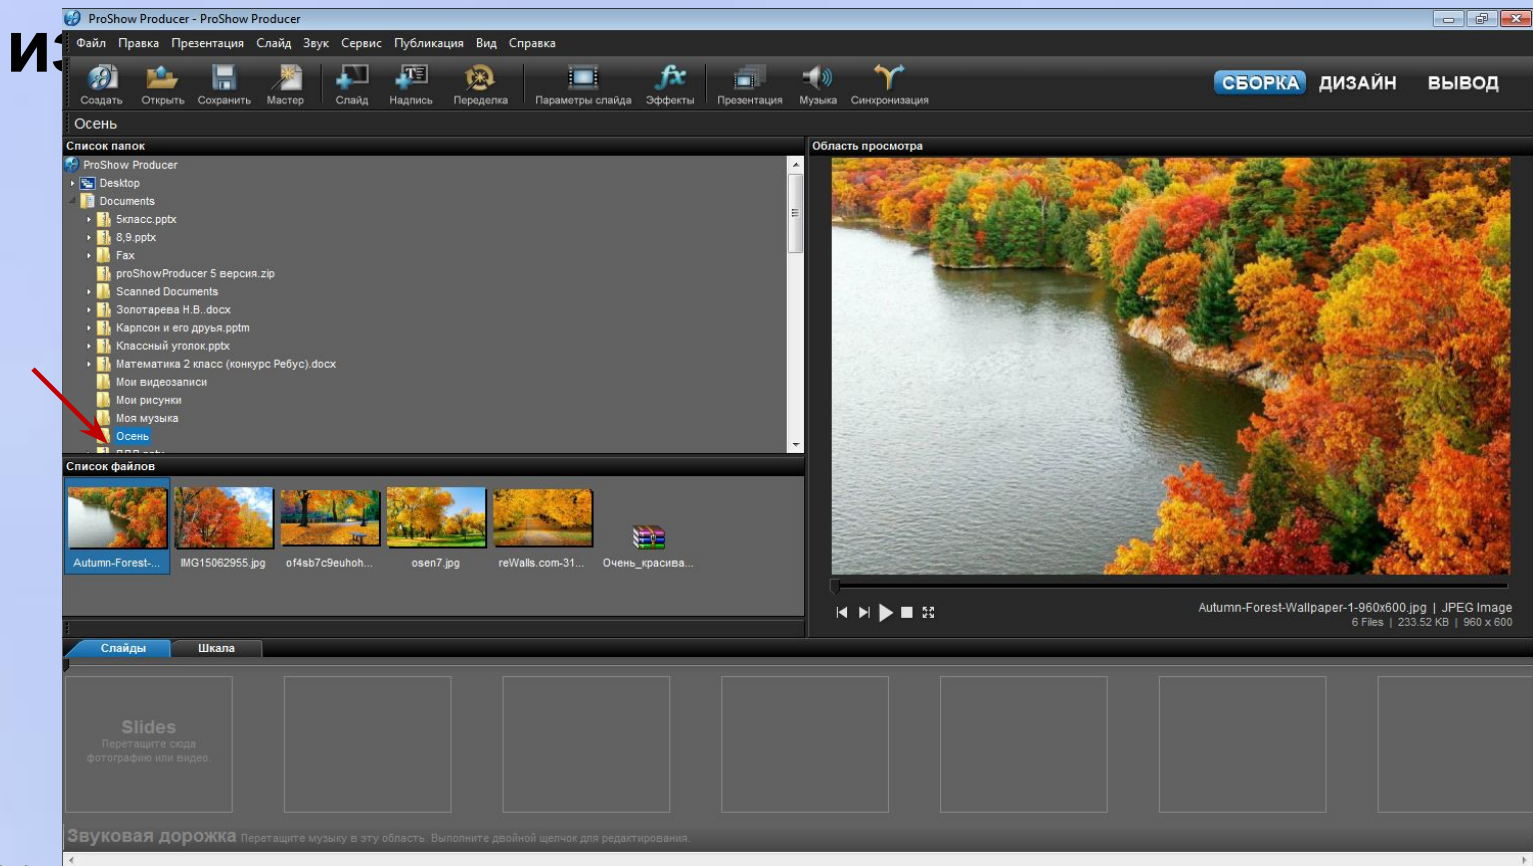 из
ProShow Producer - ProShow Producer
Файл Правка Презентация Слайд Звук Сервис Публикация Вид Справка
Создать Открыть Сохранить Мастер Слайд Надпись Переделка Параметры слайда Эффекты Презентация Музыка Синхронизация
СБОРКА ДИЗАЙН ВЫВОД
Осень
Список папок
ProShow Producer
Desktop
Documents
5класс.pptx
8,9.pptx
Fax
proShowProducer 5 версия.zip
Scanned Documents
Золотарева Н.В..docx
Карлсон и его друья.pptm
Классный уголок.pptx
Математика 2 класс (конкурс Ребус).docx
Мои видеозаписи
Мои рисунки
Моя музыка
Осень
Список файлов
Autumn-Forest-...
IMG15062955.jpg
of4sb7c9euhoh...
osen7.jpg
reWalls.com-31...
Очень_красива...
Область просмотра
Autumn-Forest-Wallpaper-1-960x600.jpg | JPEG Image
6 Files | 233.52 KB | 960 x 600
Слайды Шкала
Slides
Перетащите сюда
фотографию или видео.
Звуковая дорожка Перетащите музыку в эту область. Выполните двойной щелчок для редактирования.